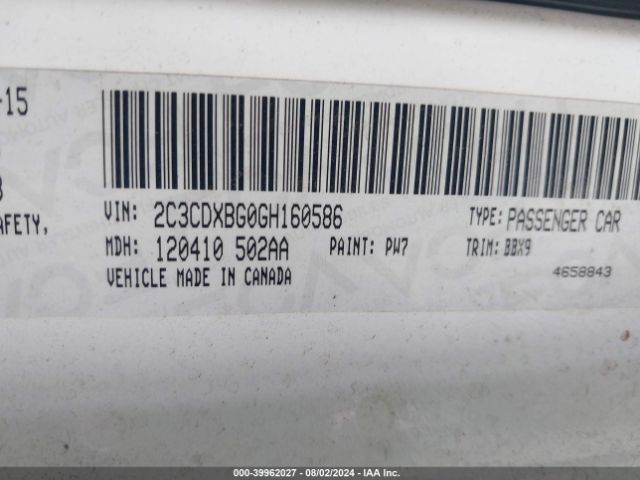 -15
AFETY,
VIN: 2C3CDXBG0GH160586 TYPE: PASSENGER CAR
MDH: 120410 502AA PAINT: PW7 TRIM: BBX9
VEHICLE MADE IN CANADA 4658843
000-39962027 - 08/02/2024 - IAA Inc.